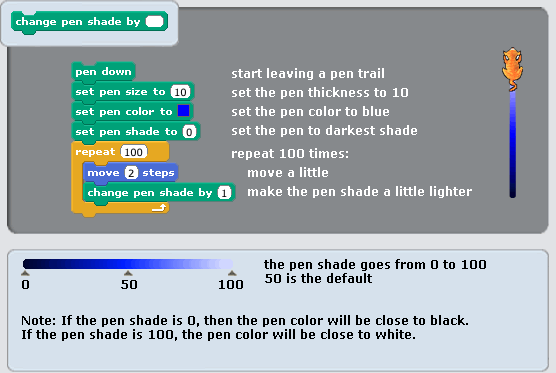 change pen shade by
pen down
start leaving a pen trail
set pen size to 10
set the pen thickness to 10
set pen color to
set the pen color to blue
set pen shade to 0
set the pen to darkest shade
repeat 100
repeat 100 times:
move 2 steps
move a little
change pen shade by 1
make the pen shade a little lighter
the pen shade goes from 0 to 100
50 is the default
0 50 100
Note: If the pen shade is 0, then the pen color will be close to black.
If the pen shade is 100, the pen color will be close to white.